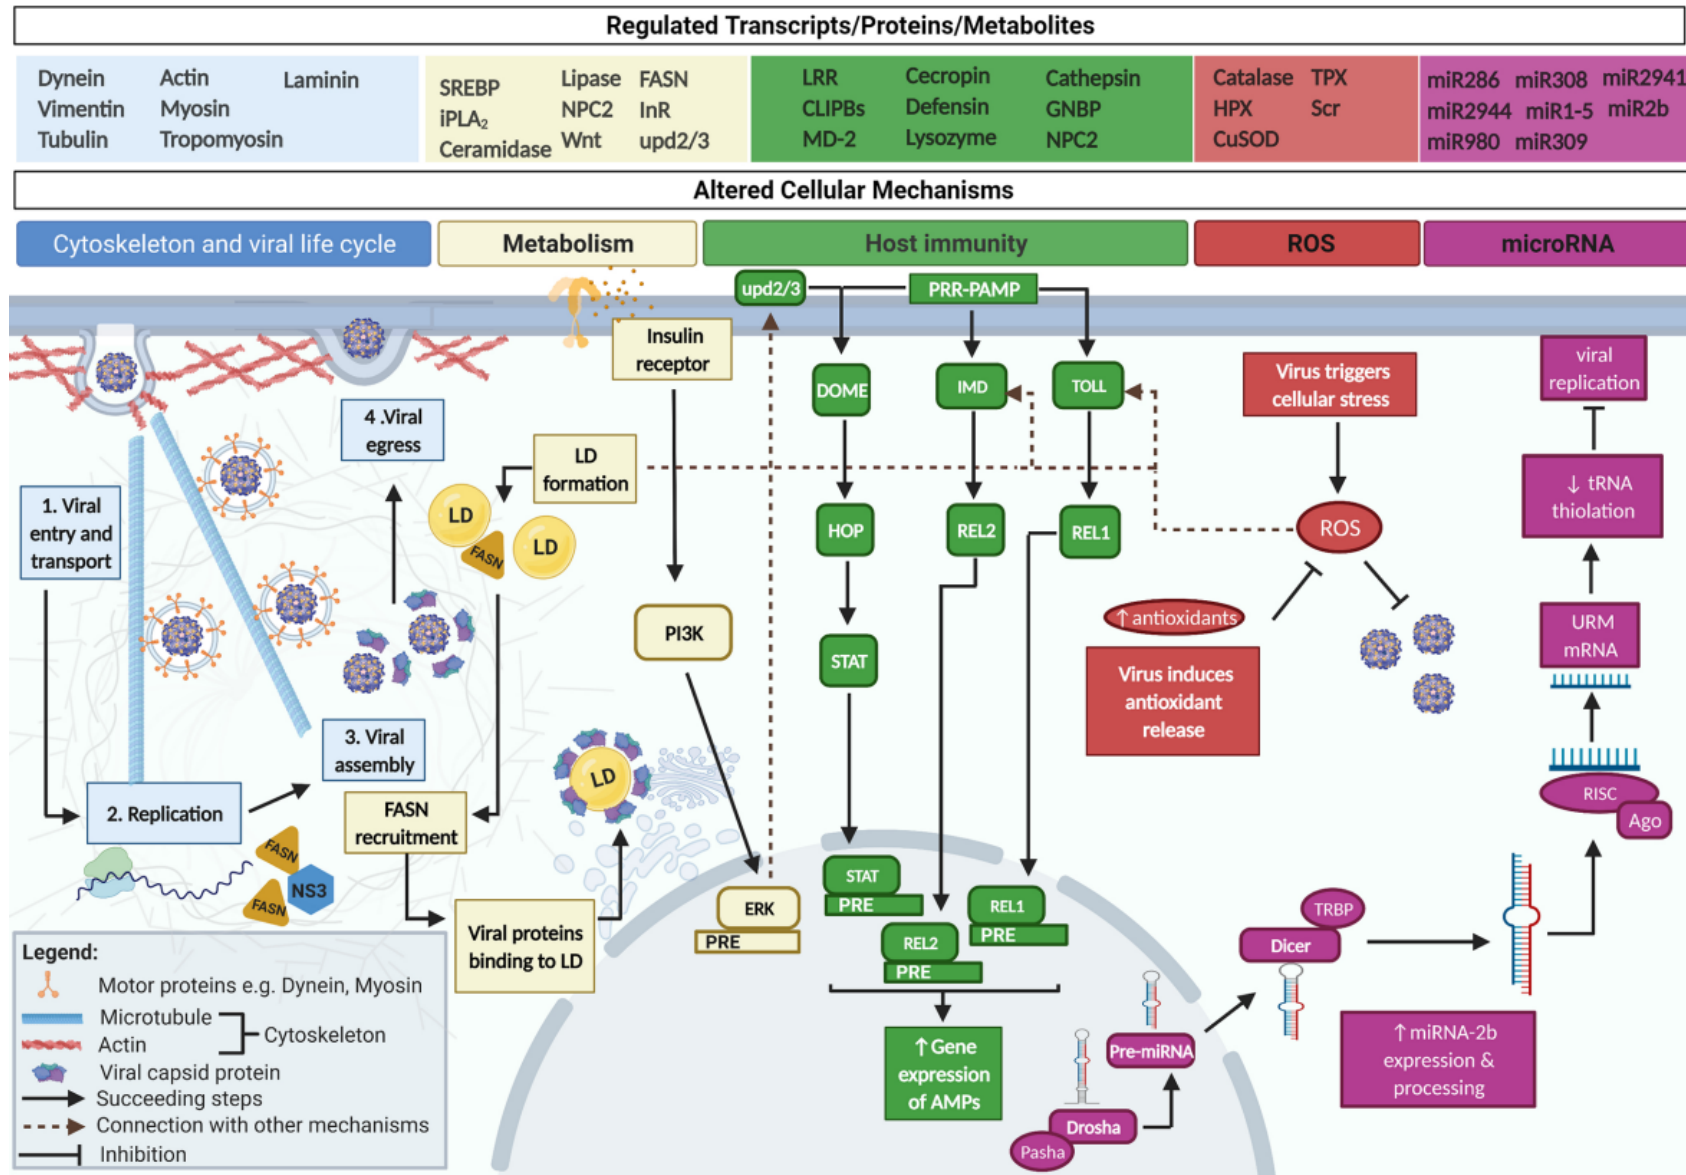 Regulated Transcripts/Proteins/Metabolites
Dynein
Vimentin
Tubulin
Actin
Myosin
Tropomyosin
Laminin
SREBP
iPLA₂
Ceramidase
Lipase
NPC2
Wnt
FASN
InR
upd2/3
LRR
CLIPBs
MD-2
Cecropin
Defensin
Lysozyme
Cathepsin
GNBP
NPC2
Catalase
HPX
CuSOD
TPX
Scr
miR286 miR308 miR2941
miR2944 miR1-5 miR2b
miR980 miR309
Altered Cellular Mechanisms
Cytoskeleton and viral life cycle
Metabolism
Host immunity
ROS
microRNA
1. Viral
entry and
transport
2. Replication
3. Viral
assembly
4 .Viral
egress
FASN
FASN
NS3
Insulin
receptor
LD
formation
LD
LD
FASN
FASN
recruitment
Viral proteins
binding to LD
LD
PI3K
ERK
PRE
upd2/3
PRR-PAMP
DOME
IMD
TOLL
HOP
REL2
REL1
STAT
STAT
PRE
REL2
PRE
REL1
PRE
↑Gene
expression
of AMPs
Virus triggers
cellular stress
ROS
↑antioxidants
Virus induces
antioxidant
release
viral
replication
↓ tRNA
thiolation
URM
mRNA
RISC
Ago
TRBP
Dicer
Pre-miRNA
Drosha
Pasha
↑miRNA-2b
expression &
processing
Legend:
Motor proteins e.g. Dynein, Myosin
Microtubule
Actin
Cytoskeleton
Viral capsid protein
Succeeding steps
Connection with other mechanisms
Inhibition